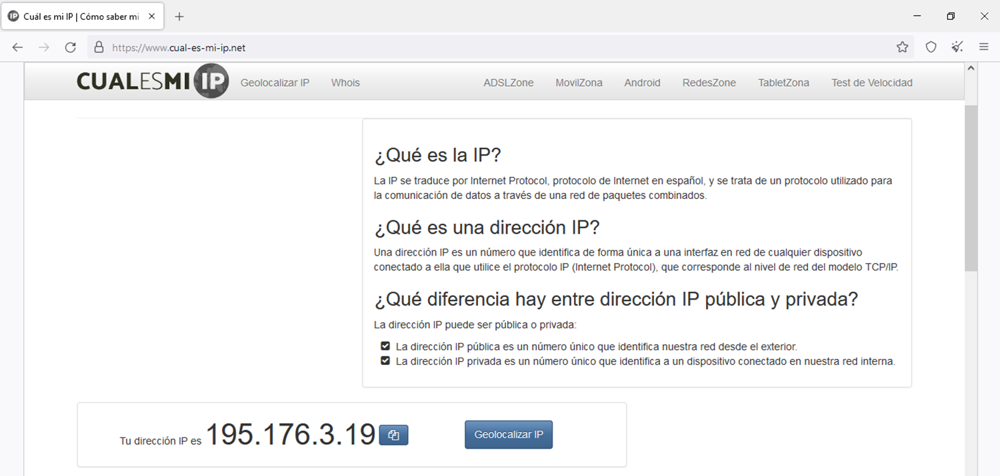 IP Cuál es mi IP | Cómo saber mi
https://www.cual-es-mi-ip.net
CUALESMI IP Geolocalizar IP Whois ADSLZone MovilZona Android RedesZone TabletZona Test de Velocidad
¿Qué es la IP?
La IP se traduce por Internet Protocol, protocolo de Internet en español, y se trata de un protocolo utilizado para
la comunicación de datos a través de una red de paquetes combinados.
¿Qué es una dirección IP?
Una dirección IP es un número que identifica de forma única a una interfaz en red de cualquier dispositivo
conectado a ella que utilice el protocolo IP (Internet Protocol), que corresponde al nivel de red del modelo TCP/IP.
¿Qué diferencia hay entre dirección IP pública y privada?
La dirección IP puede ser pública o privada:
La dirección IP pública es un número único que identifica nuestra red desde el exterior.
La dirección IP privada es un número único que identifica a un dispositivo conectado en nuestra red interna.
Tu dirección IP es 195.176.3.19 Geolocalizar IP